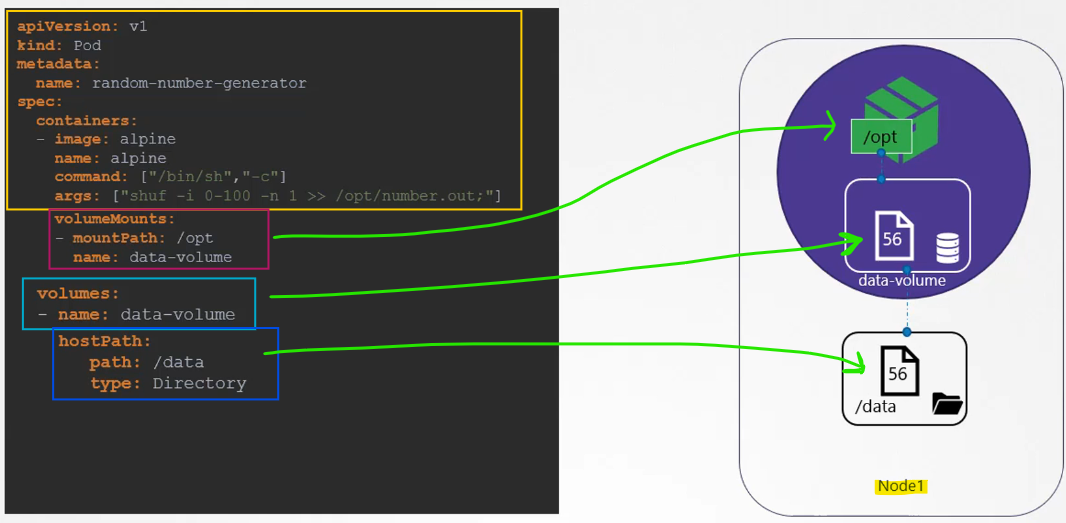 apiVersion: v1
kind: Pod
metadata:
  name: random-number-generator
spec:
  containers:
  - image: alpine
    name: alpine
    command: ["/bin/sh","-c"]
    args: ["shuf -i 0-100 -n 1 >> /opt/number.out;"]
    volumeMounts:
    - mountPath: /opt
      name: data-volume
  volumes:
  - name: data-volume
    hostPath:
      path: /data
      type: Directory
/opt
56
data-volume
56
/data
Node1